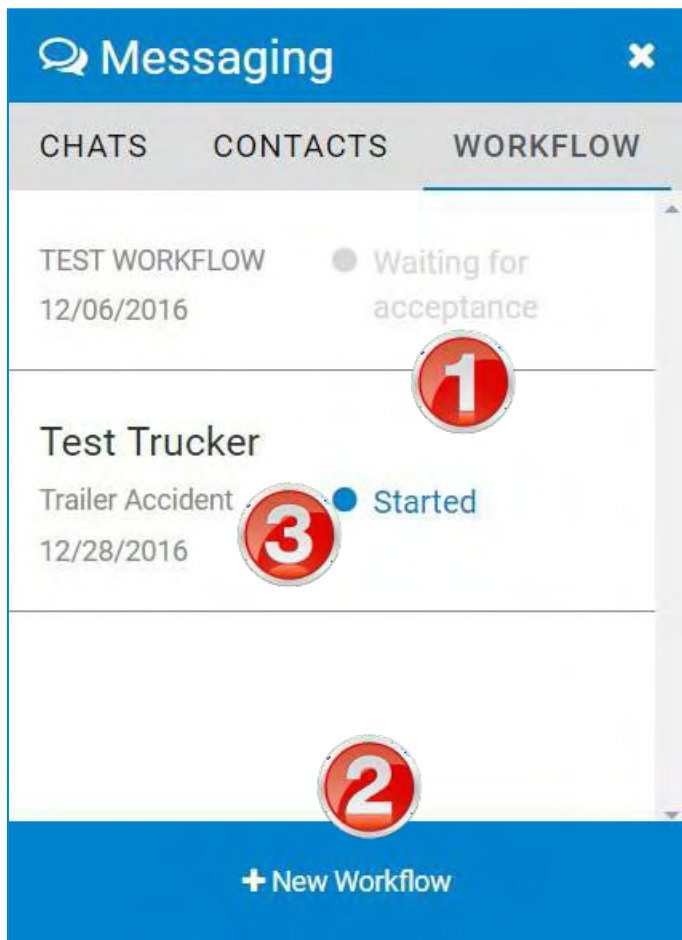 Messaging
CHATS CONTACTS WORKFLOW
TEST WORKFLOW
12/06/2016
Waiting for
acceptance
1
Test Trucker
Trailer Accident
12/28/2016
3
Started
2
+ New Workflow